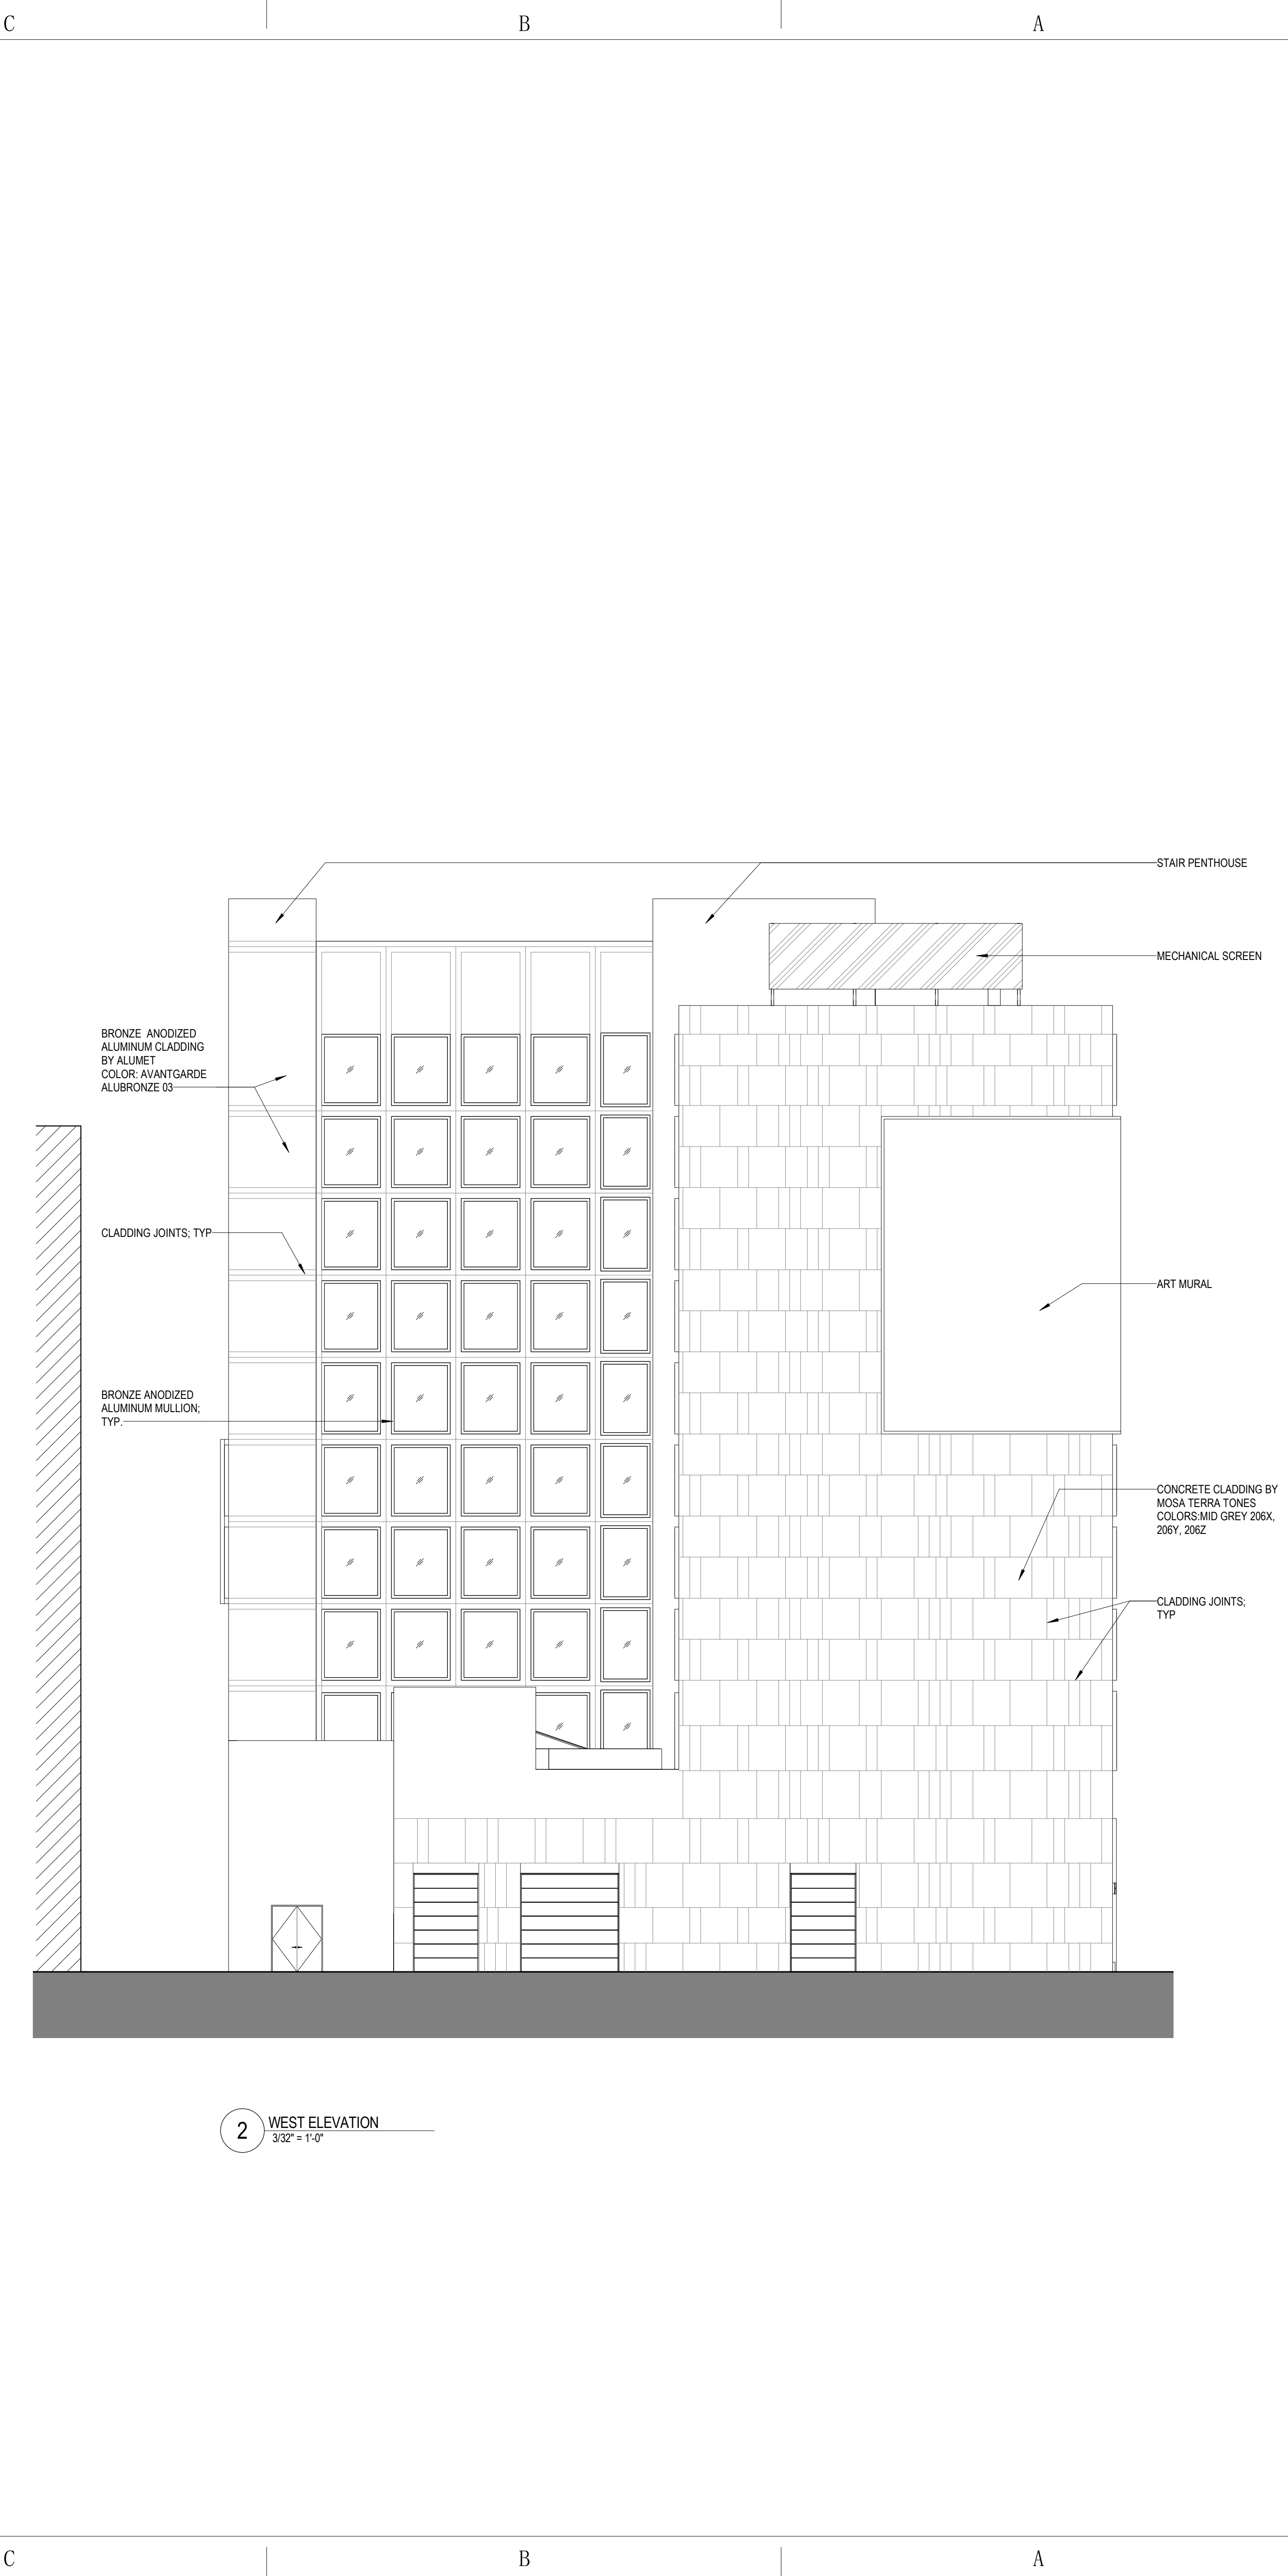 C
B
A
STAIR PENTHOUSE
MECHANICAL SCREEN
BRONZE ANODIZED
ALUMINUM CLADDING
BY ALUMET
COLOR: AVANTGARDE
ALUBRONZE 03
CLADDING JOINTS; TYP
ART MURAL
BRONZE ANODIZED
ALUMINUM MULLION;
TYP.
CONCRETE CLADDING BY
MOSA TERRA TONES
COLORS:MID GREY 206X,
206Y, 206Z
CLADDING JOINTS;
TYP
2
WEST ELEVATION
3/32" = 1'-0"
C
B
A